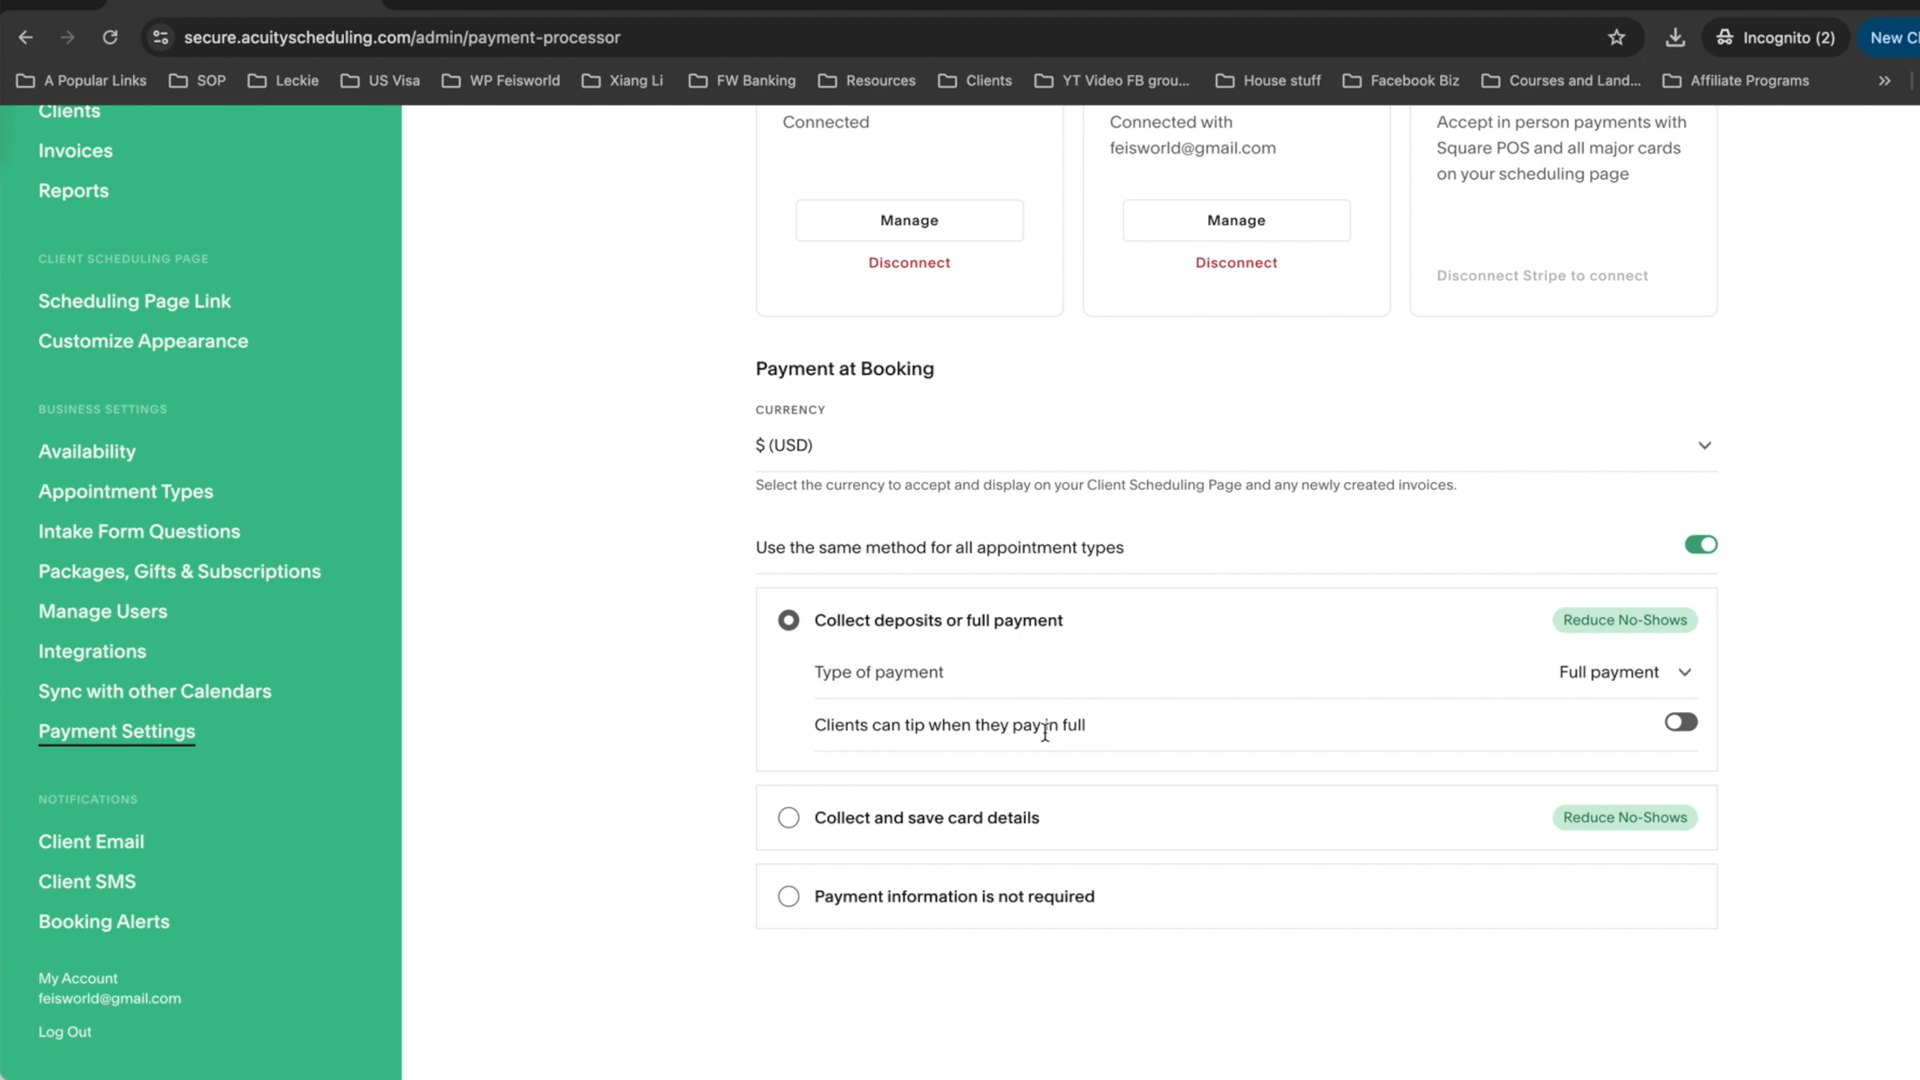 secure.acuityscheduling.com/admin/payment-processor
Incognito (2)
A Popular Links
SOP
Leckie
US Visa
WP Feisworld
Xiang Li
FW Banking
Resources
Clients
YT Video FB grou...
House stuff
Facebook Biz
Courses and Land...
Affiliate Programs
Clients
Invoices
Reports
CLIENT SCHEDULING PAGE
Scheduling Page Link
Customize Appearance
BUSINESS SETTINGS
Availability
Appointment Types
Intake Form Questions
Packages, Gifts & Subscriptions
Manage Users
Integrations
Sync with other Calendars
Payment Settings
NOTIFICATIONS
Client Email
Client SMS
Booking Alerts
My Account
feisworld@gmail.com
Log Out
Connected
Manage
Disconnect
Connected with
feisworld@gmail.com
Manage
Disconnect
Accept in person payments with
Square POS and all major cards
on your scheduling page
Disconnect Stripe to connect
Payment at Booking
CURRENCY
$ (USD)
Select the currency to accept and display on your Client Scheduling Page and any newly created invoices.
Use the same method for all appointment types
Collect deposits or full payment
Reduce No-Shows
Type of payment
Full payment
Clients can tip when they pay in full
Collect and save card details
Reduce No-Shows
Payment information is not required